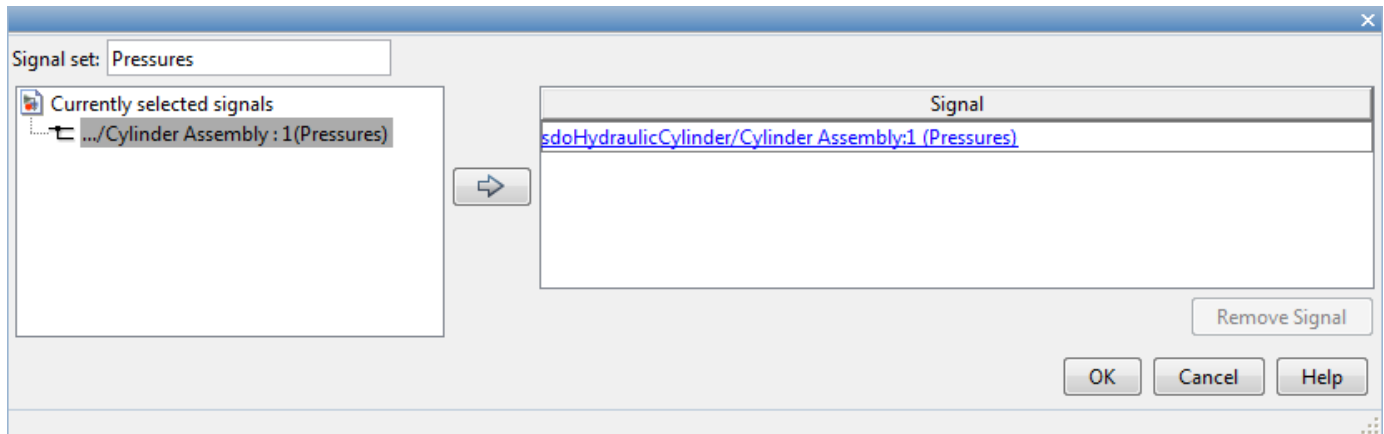 Signal set: Pressures
Currently selected signals
.../Cylinder Assembly : 1(Pressures)
Signal
sdoHydraulicCylinder/Cylinder Assembly:1 (Pressures)
Remove Signal
OK Cancel Help